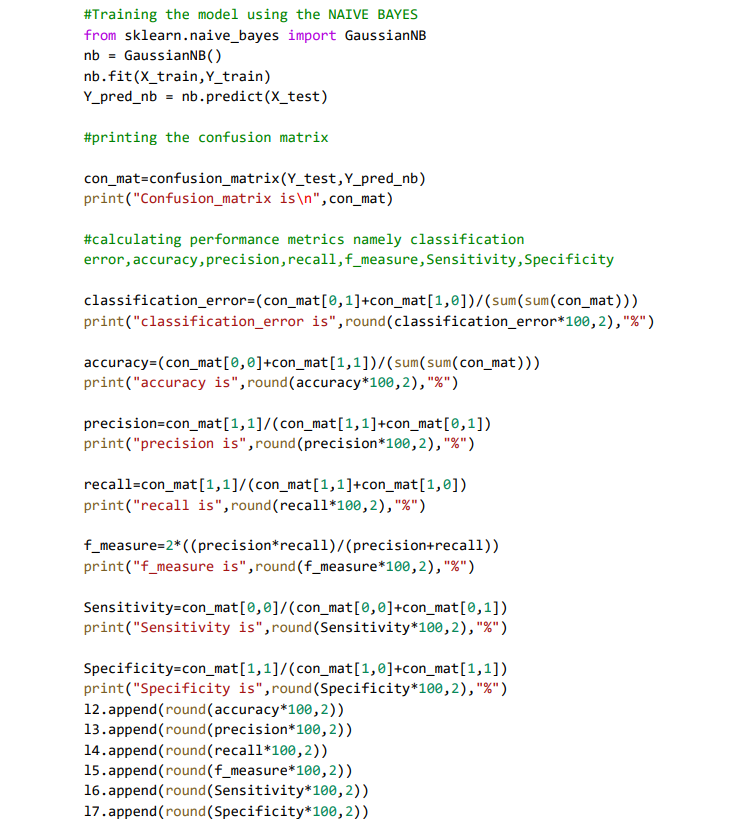 #Training the model using the NAIVE BAYES
from sklearn.naive_bayes import GaussianNB
nb = GaussianNB()
nb.fit(X_train,Y_train)
Y_pred_nb = nb.predict(X_test)
#printing the confusion matrix
con_mat=confusion_matrix(Y_test,Y_pred_nb)
print("Confusion_matrix is\n",con_mat)
#calculating performance metrics namely classification
error,accuracy,precision,recall,f_measure,Sensitivity,Specificity
classification_error=(con_mat[0,1]+con_mat[1,0])/(sum(sum(con_mat)))
print("classification_error is",round(classification_error*100,2),"%")
accuracy=(con_mat[0,0]+con_mat[1,1])/(sum(sum(con_mat)))
print("accuracy is",round(accuracy*100,2),"%")
precision=con_mat[1,1]/(con_mat[1,1]+con_mat[0,1])
print("precision is",round(precision*100,2),"%")
recall=con_mat[1,1]/(con_mat[1,1]+con_mat[1,0])
print("recall is",round(recall*100,2),"%")
f_measure=2*((precision*recall)/(precision+recall))
print("f_measure is",round(f_measure*100,2),"%")
Sensitivity=con_mat[0,0]/(con_mat[0,0]+con_mat[0,1])
print("Sensitivity is",round(Sensitivity*100,2),"%")
Specificity=con_mat[1,1]/(con_mat[1,0]+con_mat[1,1])
print("Specificity is",round(Specificity*100,2),"%")
l2.append(round(accuracy*100,2))
l3.append(round(precision*100,2))
l4.append(round(recall*100,2))
l5.append(round(f_measure*100,2))
l6.append(round(Sensitivity*100,2))
l7.append(round(Specificity*100,2))